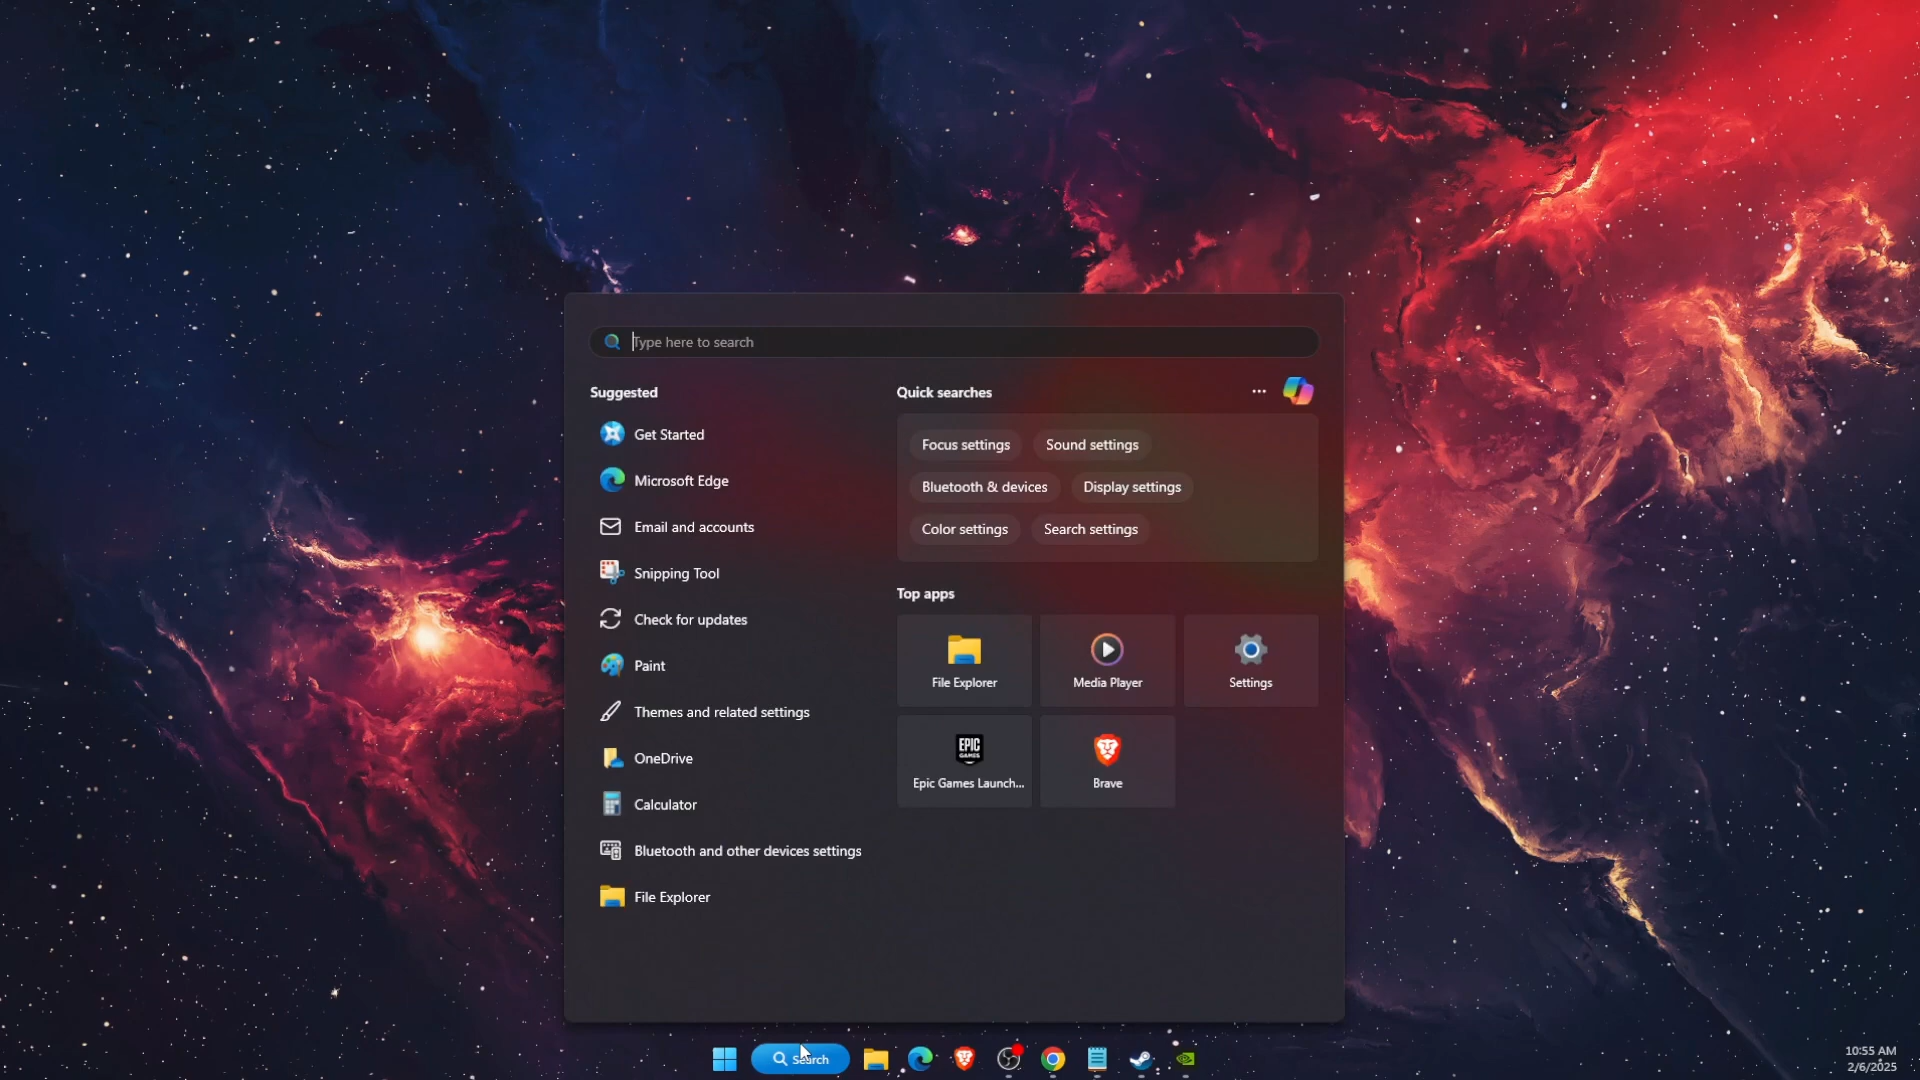 Type here to search
Suggested
Get Started
Microsoft Edge
Email and accounts
Snipping Tool
Check for updates
Paint
Themes and related settings
OneDrive
Calculator
Bluetooth and other devices settings
File Explorer
Quick searches
Focus settings
Sound settings
Bluetooth & devices
Display settings
Color settings
Search settings
Top apps
File Explorer
Media Player
Settings
EPIC
GAMES
Epic Games Launch...
Brave
Search
10:55 AM
2/6/2025